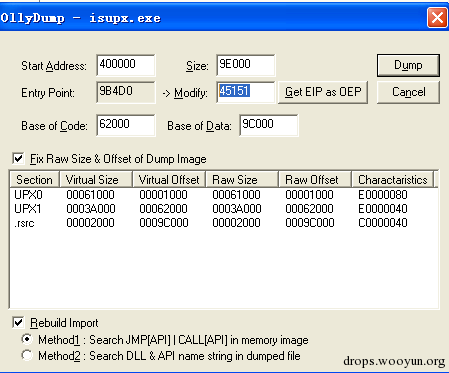 OllyDump - isupx.exe
Start Address: 400000 Size: 9E000 Dump
Entry Point: 9B4D0 -> Modify: 45151 Get EIP as OEP Cancel
Base of Code: 62000 Base of Data: 9C000
Fix Raw Size & Offset of Dump Image
Section Virtual Size Virtual Offset Raw Size Raw Offset Charactaristics
UPX0 00061000 00001000 00061000 00001000 E0000080
UPX1 0003A000 00062000 0003A000 00062000 E0000040
.rsrc 00002000 0009C000 00002000 0009C000 C0000040
Rebuild Import
Method1 : Search JMP[API] | CALL[API] in memory image
Method2 : Search DLL & API name string in dumped file
drops.wooyun.org